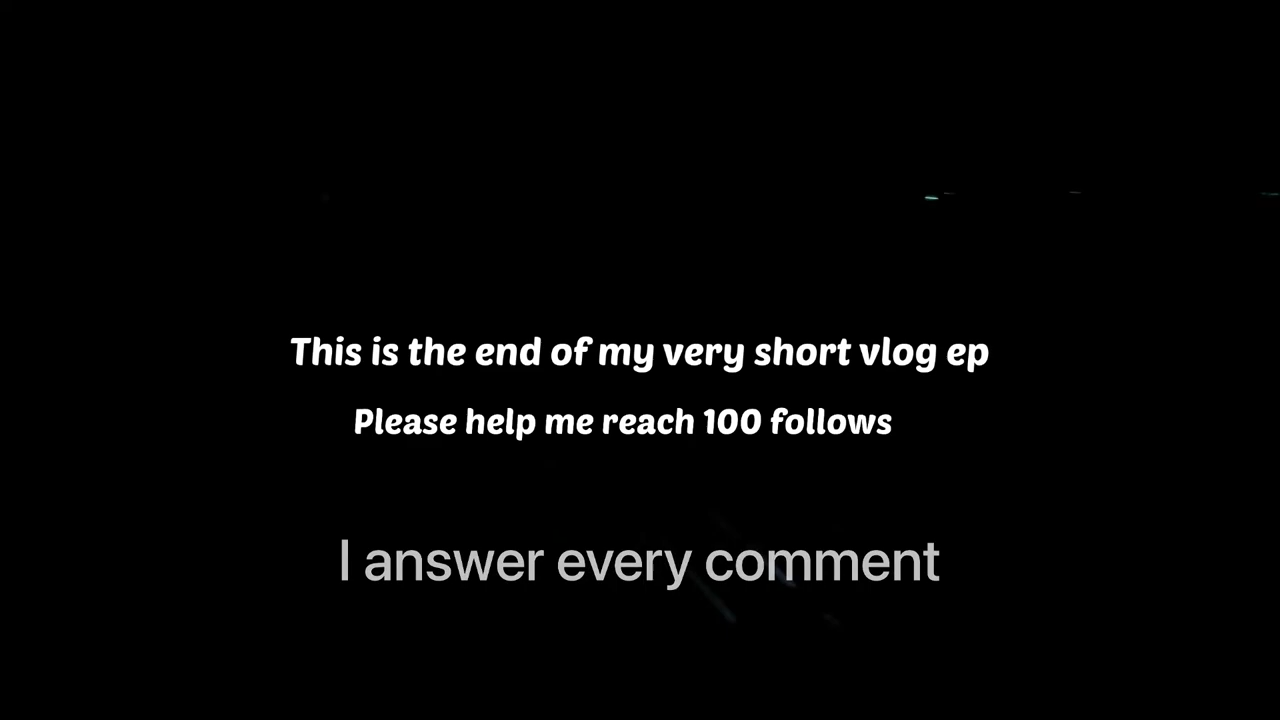 This is the end of my very short vlog ep
Please help me reach 100 follows
I answer every comment